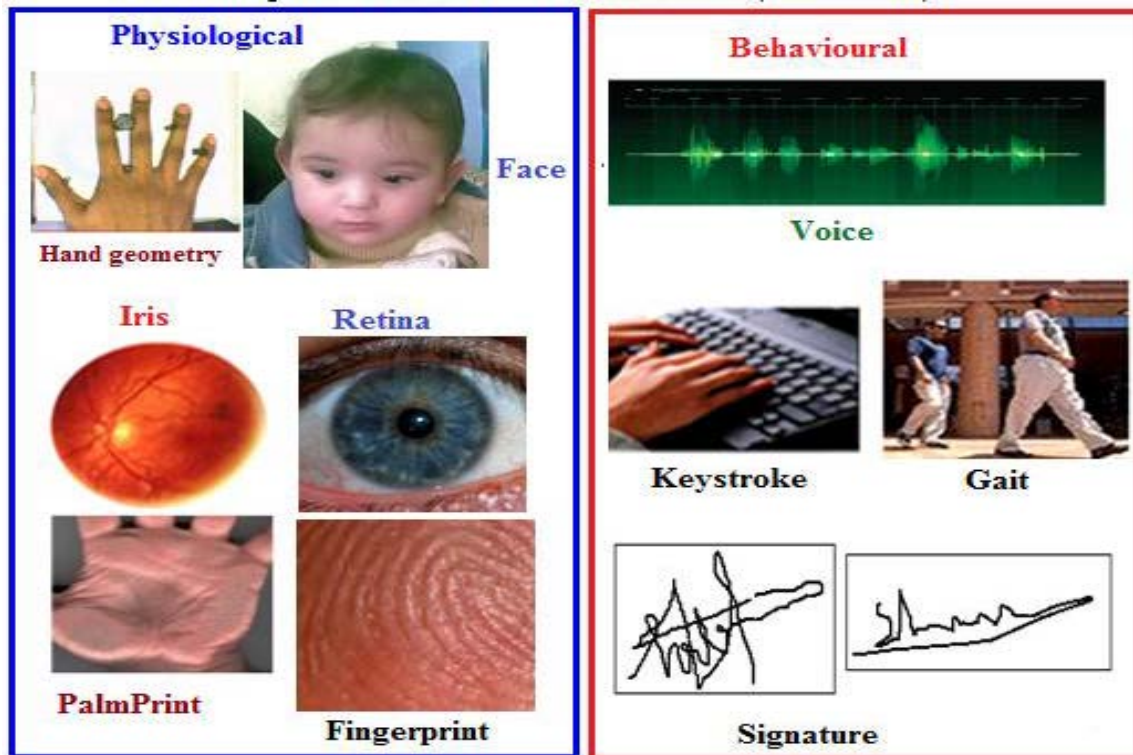 Physiological
Face
Hand geometry
Iris
Retina
PalmPrint
Fingerprint
Behavioural
Voice
Keystroke
Gait
Signature